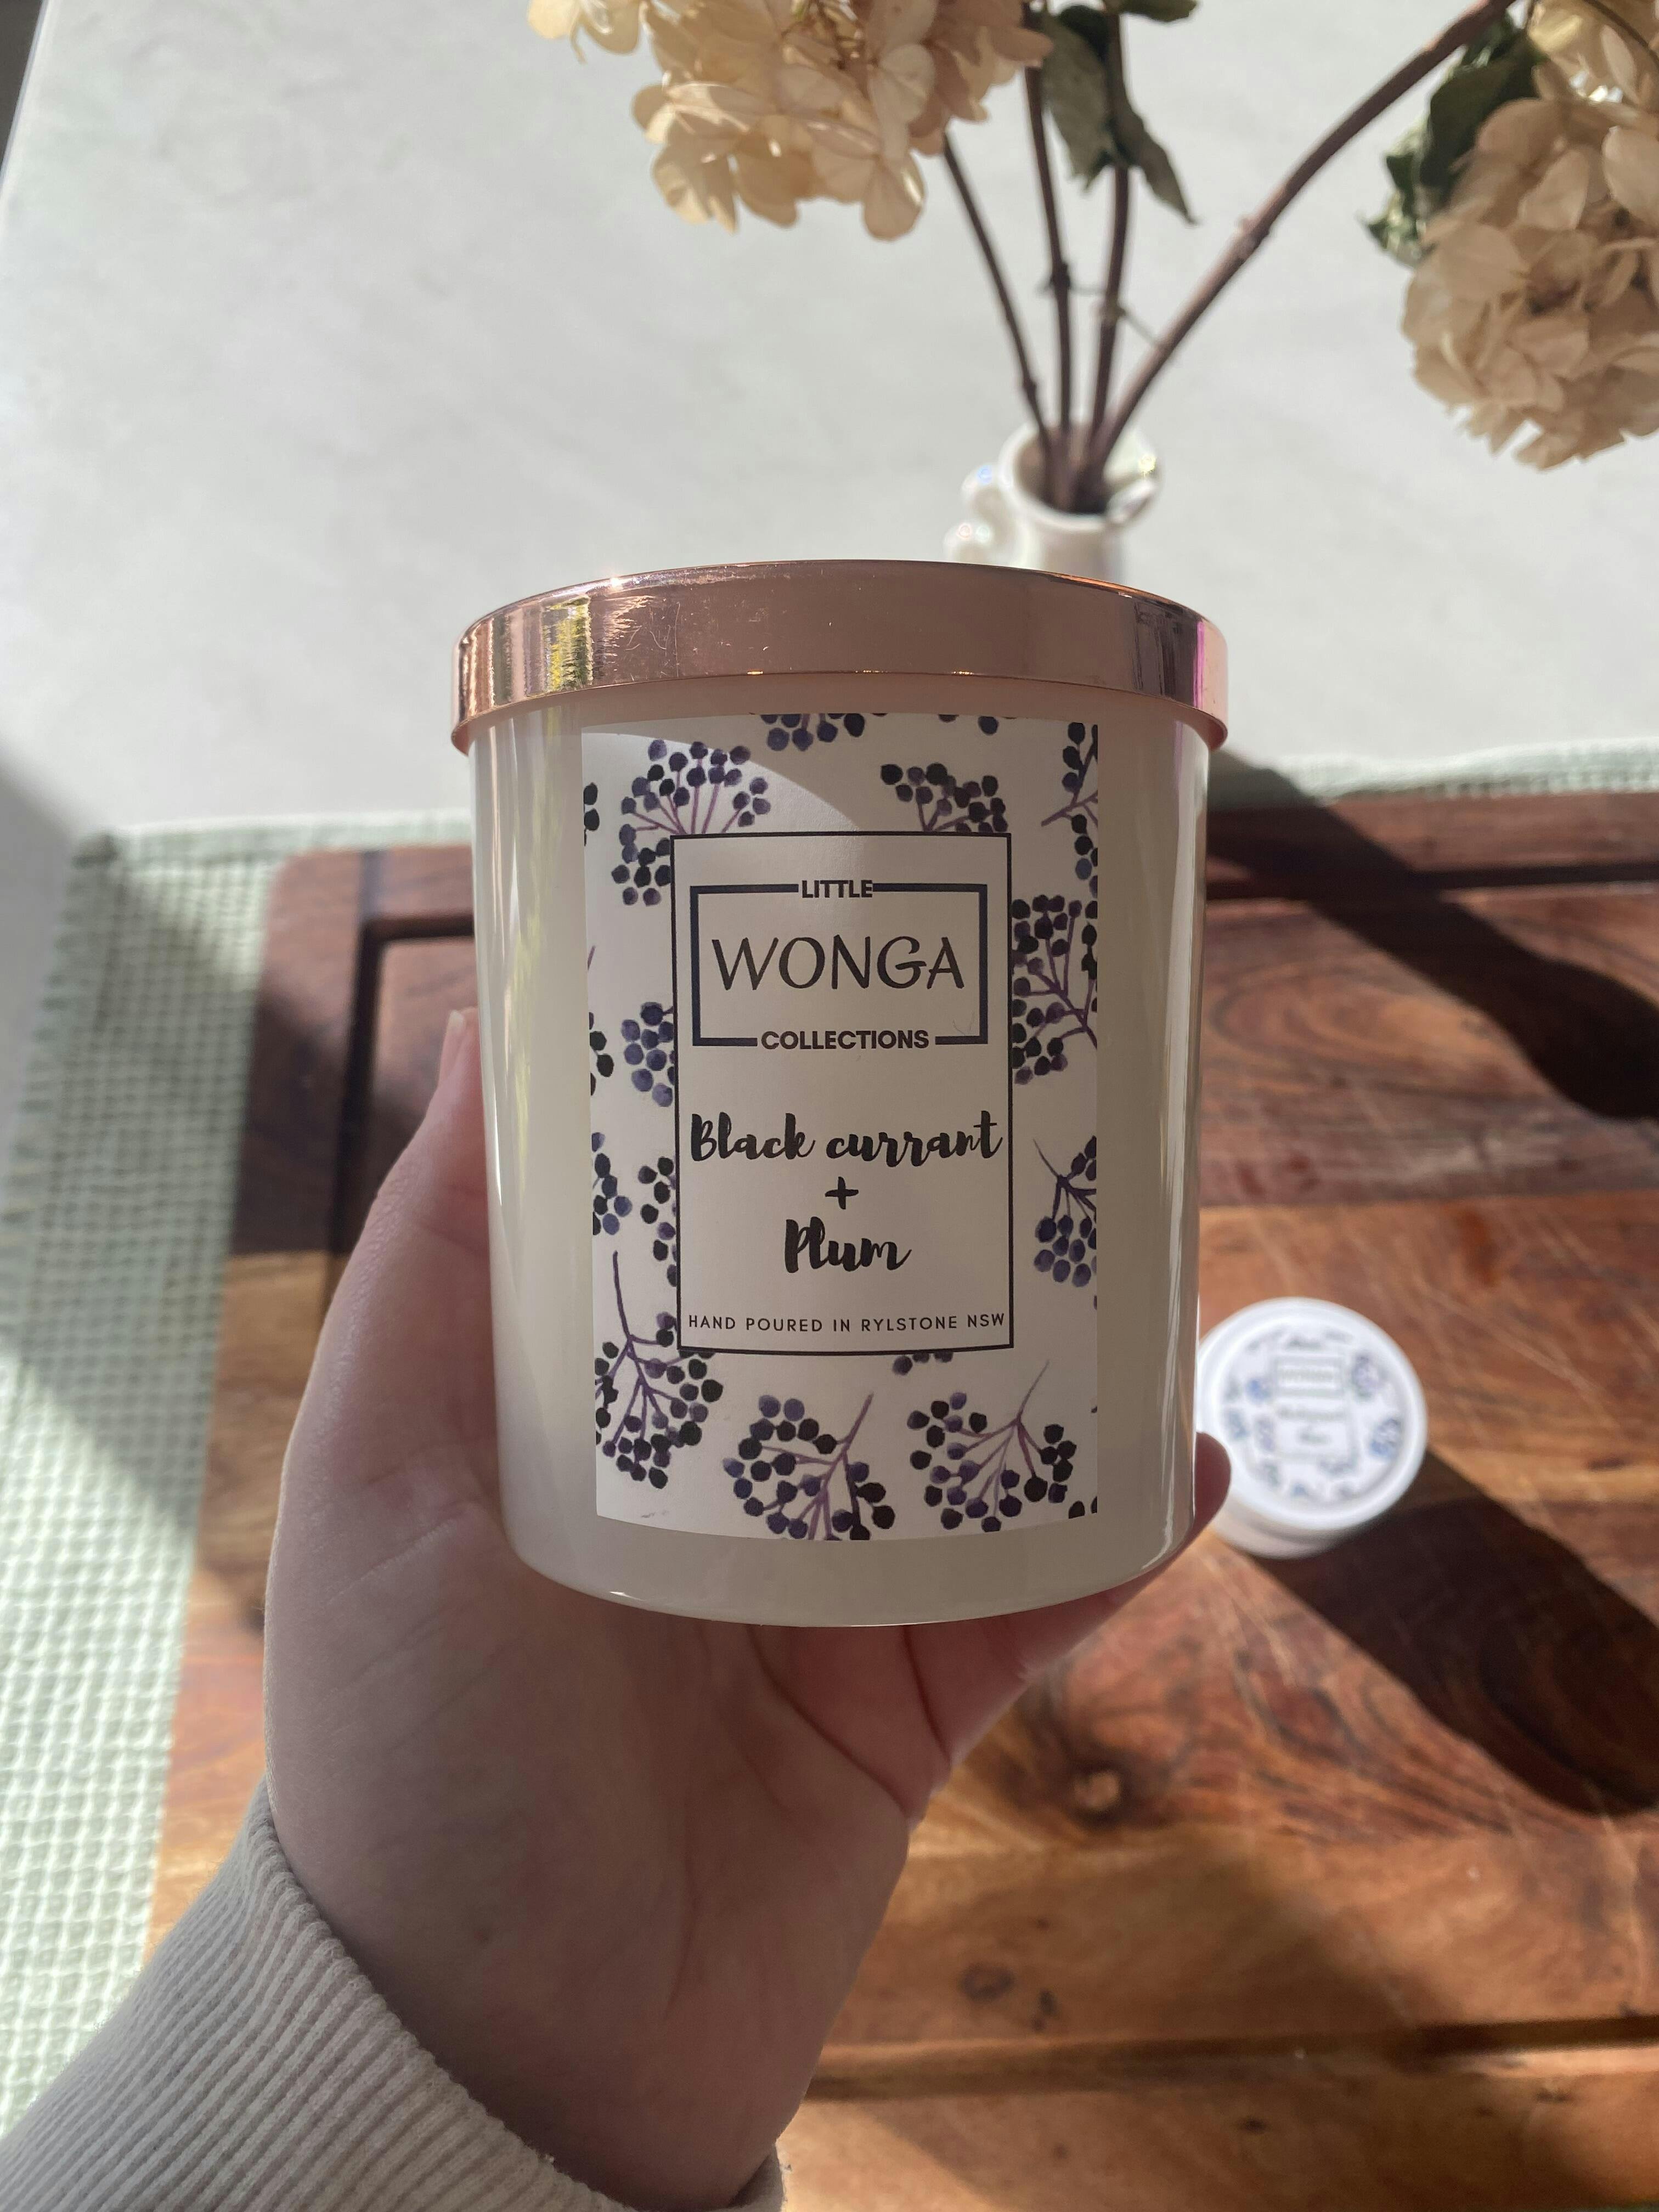 LITTLE
WONGA
COLLECTIONS
Black currant
+
Plum
HAND POURED IN RYLSTONE NSW